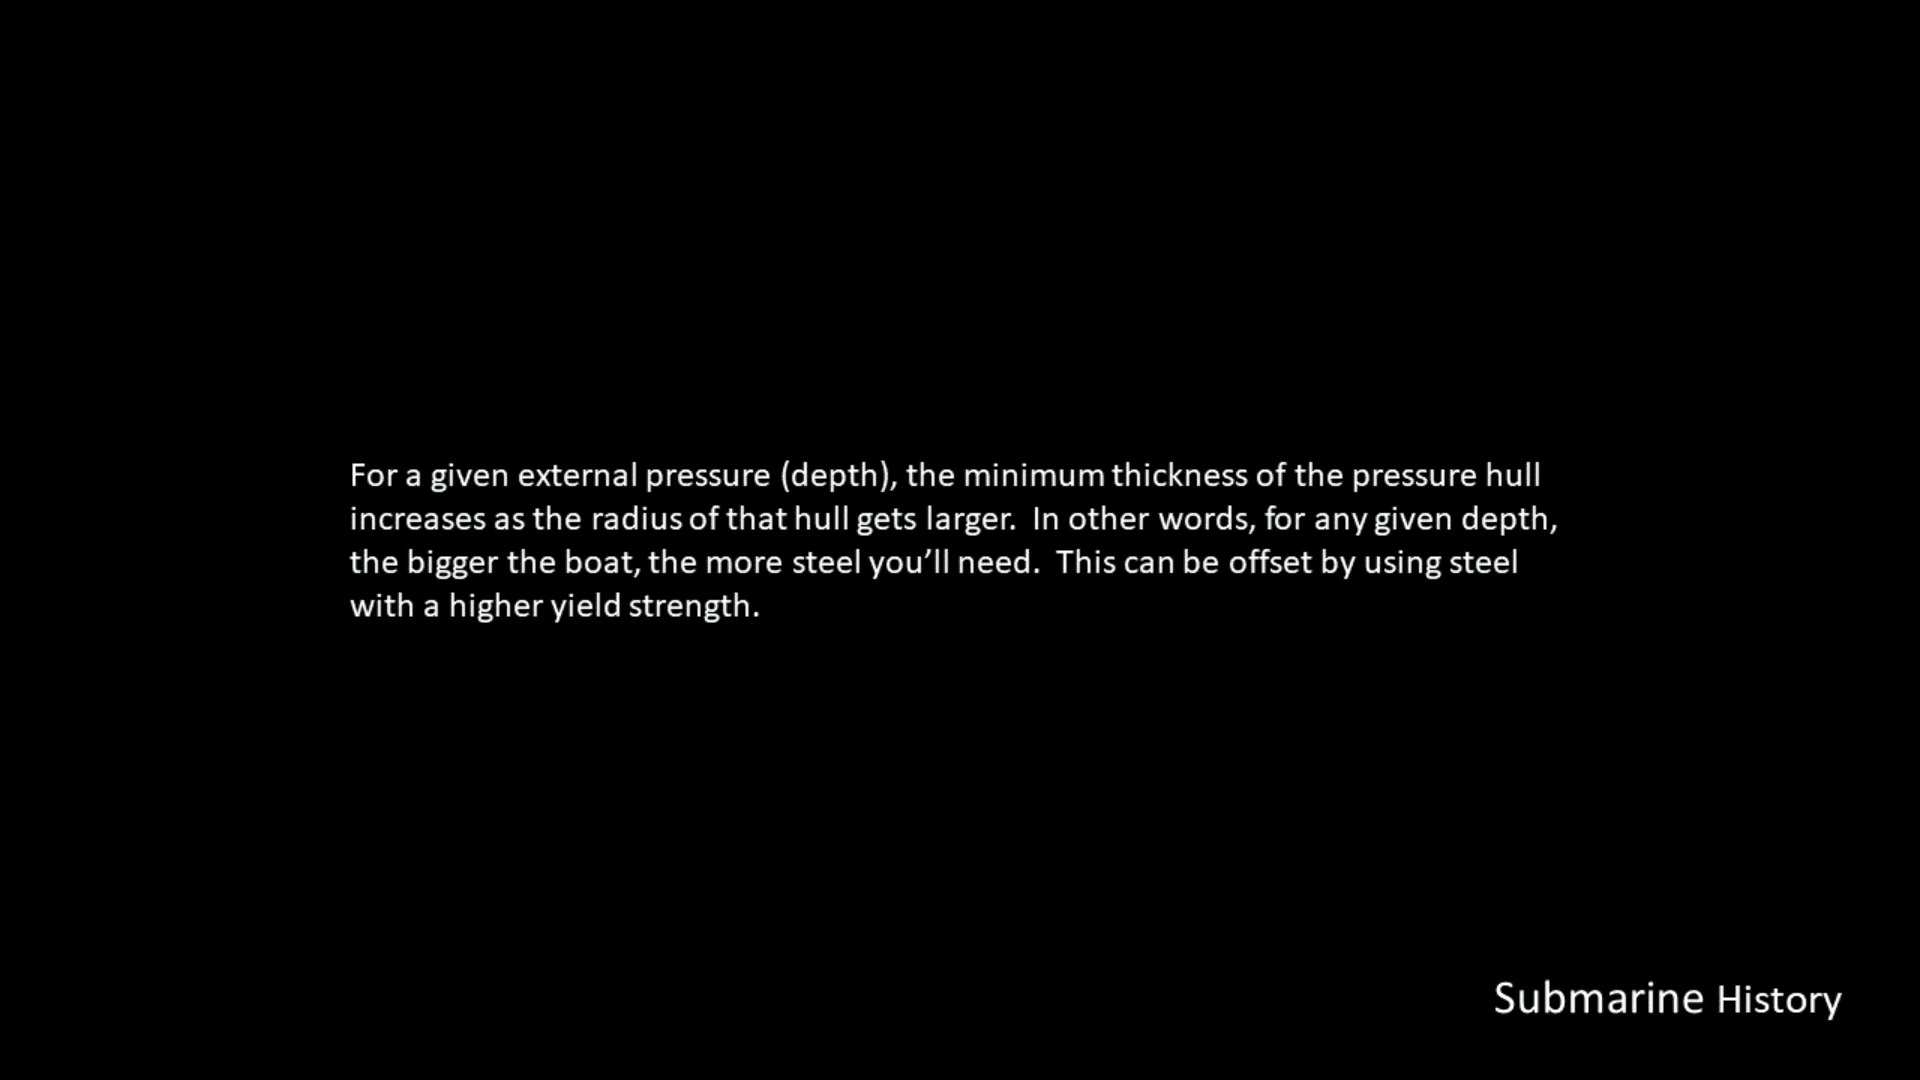 For a given external pressure (depth), the minimum thickness of the pressure hull
increases as the radius of that hull gets larger.  In other words, for any given depth,
the bigger the boat, the more steel you’ll need.  This can be offset by using steel
with a higher yield strength.
Submarine History